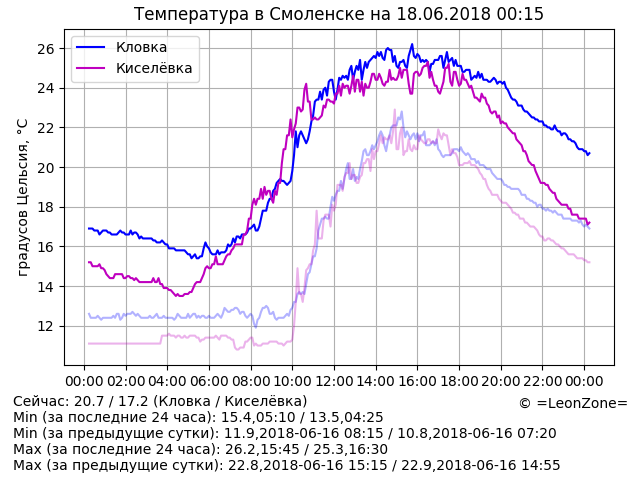 Температура в Смоленске на 18.06.2018 00:15
градусов Цельсия, °C
26
24
22
20
18
16
14
12
Кловка
Киселёвка
00:00 02:00 04:00 06:00 08:00 10:00 12:00 14:00 16:00 18:00 20:00 22:00 00:00
© =LeonZone=
Сейчас: 20.7 / 17.2 (Кловка / Киселёвка)
Min (за последние 24 часа): 15.4,05:10 / 13.5,04:25
Min (за предыдущие сутки): 11.9,2018-06-16 08:15 / 10.8,2018-06-16 07:20
Max (за последние 24 часа): 26.2,15:45 / 25.3,16:30
Max (за предыдущие сутки): 22.8,2018-06-16 15:15 / 22.9,2018-06-16 14:55